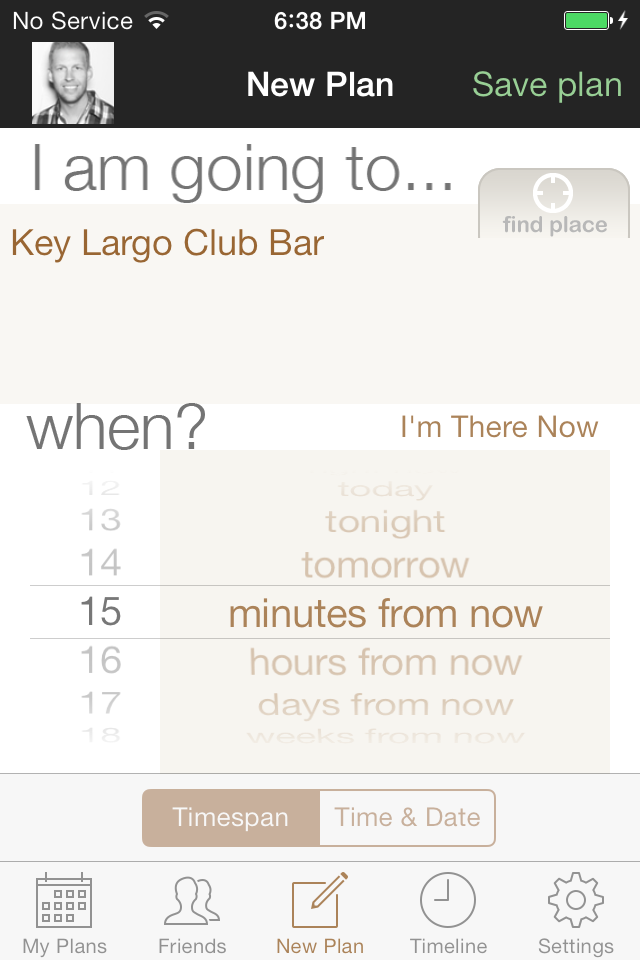 No Service 6:38 PM
New Plan Save plan
I am going to...
find place
Key Largo Club Bar
when? I'm There Now
12 today
13 tonight
14 tomorrow
15 minutes from now
16 hours from now
17 days from now
18 weeks from now
Timespan Time & Date
My Plans Friends New Plan Timeline Settings